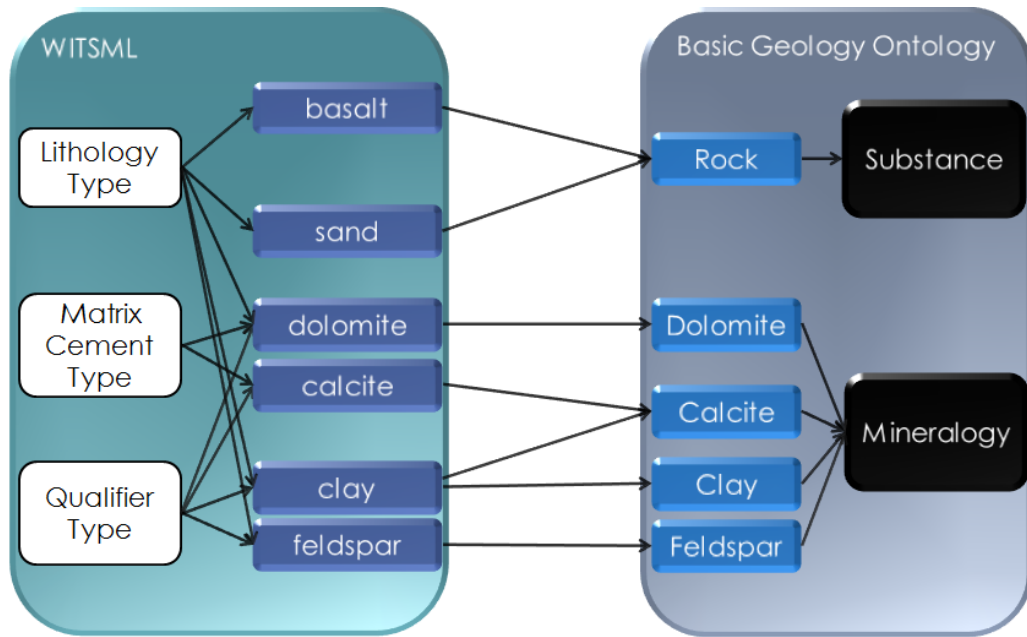 WITSML
Basic Geology Ontology
basalt
Lithology
Type
Rock
Substance
sand
Matrix
Cement
Type
dolomite
Dolomite
calcite
Calcite
Mineralogy
Qualifier
Type
clay
Clay
feldspar
Feldspar